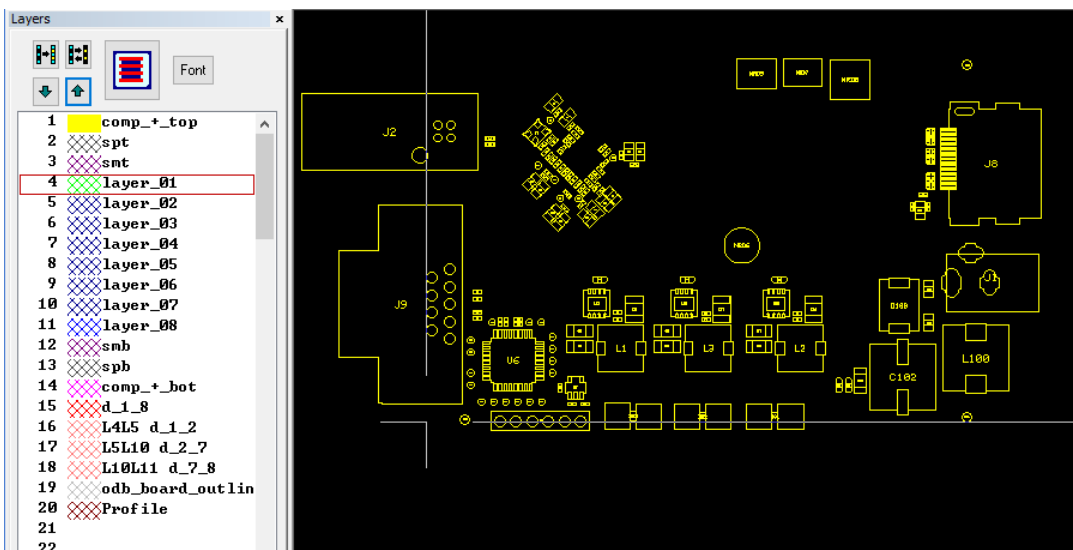 Layers
×
Font
1 comp_+_top
2 spt
3 smt
4 layer_01
5 layer_02
6 layer_03
7 layer_04
8 layer_05
9 layer_06
10 layer_07
11 layer_08
12 smb
13 spb
14 comp_+_bot
15 d_1_8
16 L4L5 d_1_2
17 L5L10 d_2_7
18 L10L11 d_7_8
19 odb_board_outlin
20 Profile
21
22
J2
J8
J9
J1
L1
L3
L2
U6
L100
C102